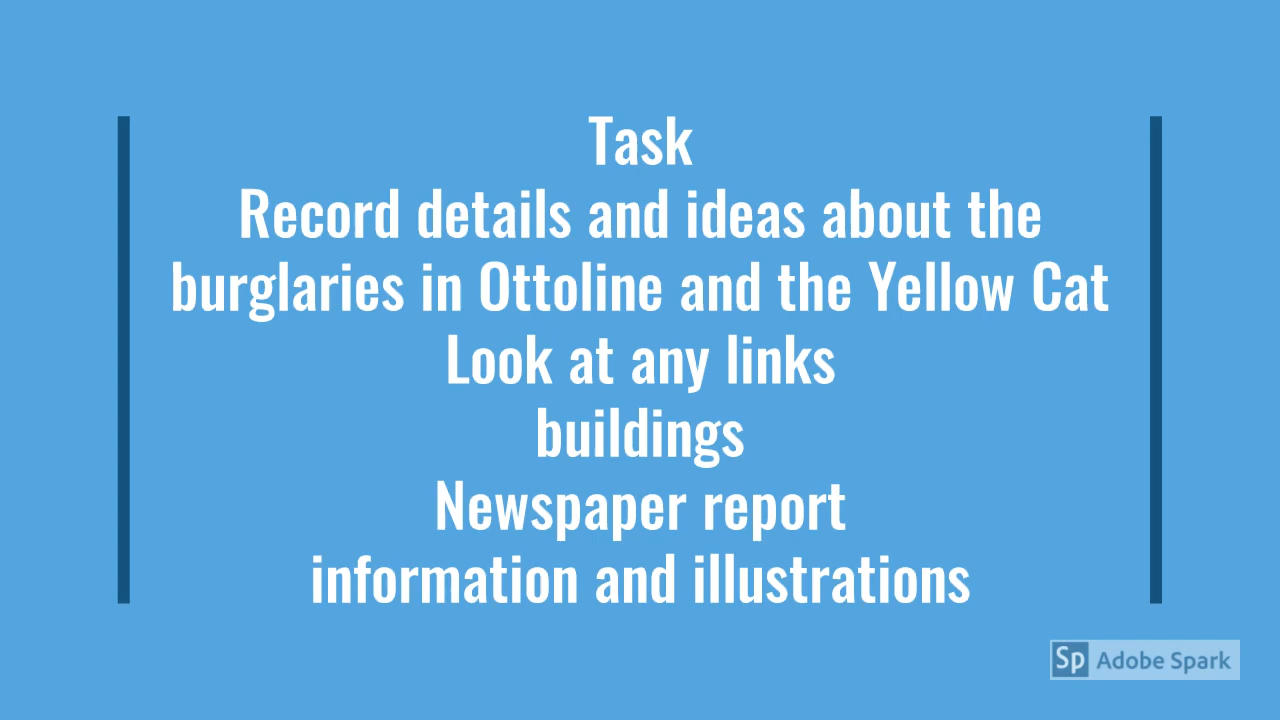 Task
Record details and ideas about the
burglaries in Ottoline and the Yellow Cat
Look at any links
buildings
Newspaper report
information and illustrations
Sp Adobe Spark